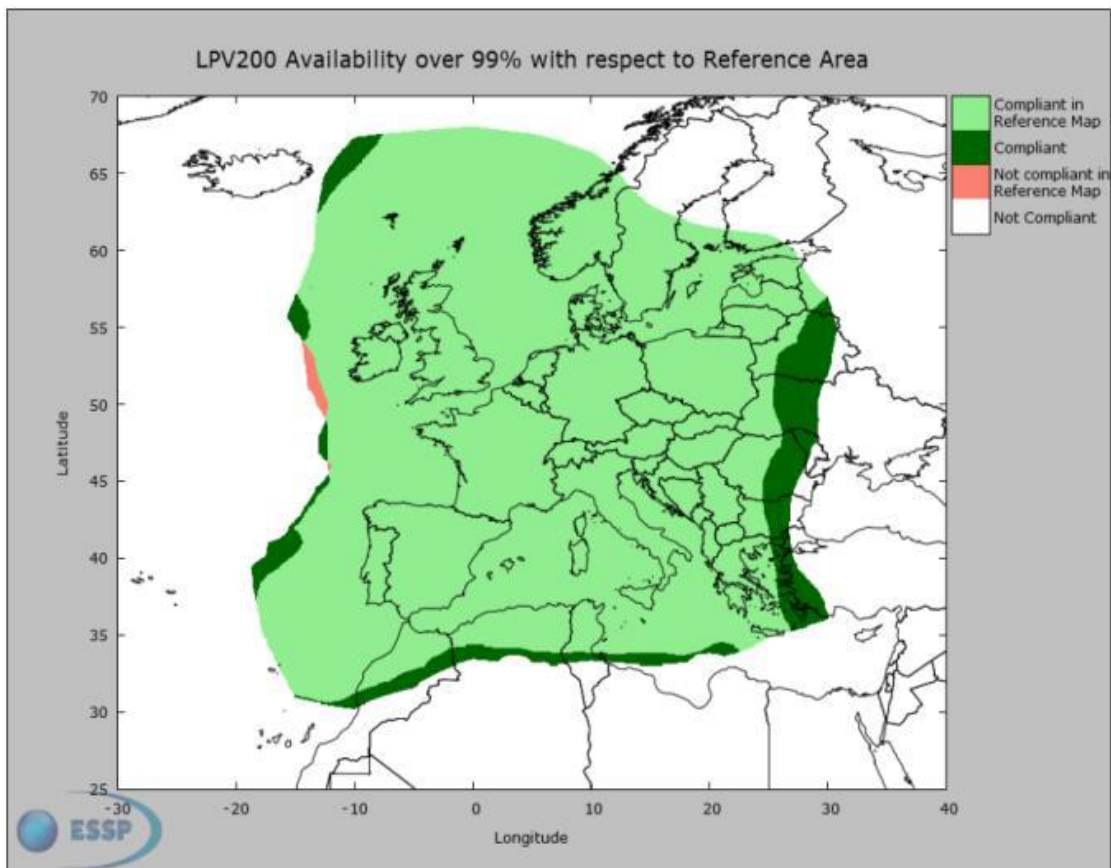 LPV200 Availability over 99% with respect to Reference Area
Compliant in
Reference Map
Compliant
Not compliant in
Reference Map
Not Compliant
70
65
60
55
50
45
40
35
30
25
Latitude
-30
-20
-10
0
10
20
30
40
Longitude
ESSP